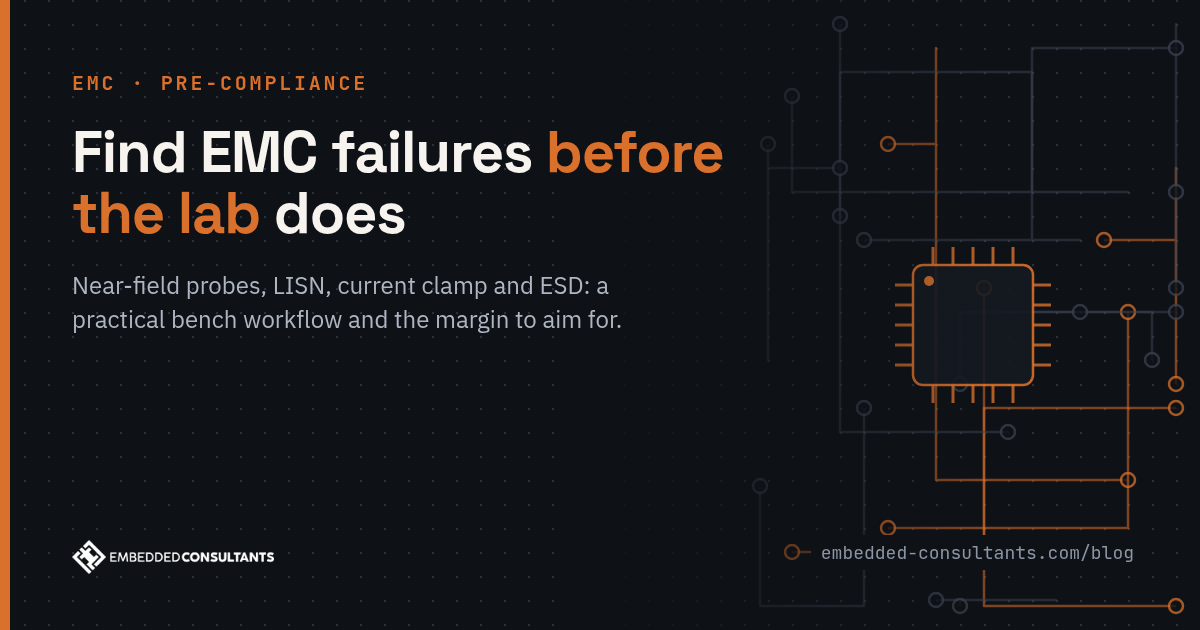 EMC · PRE-COMPLIANCE
Find EMC failures before
the lab does
Near-field probes, LISN, current clamp and ESD: a
practical bench workflow and the margin to aim for.
EMBEDDEDCONSULTANTS
embedded-consultants.com/blog